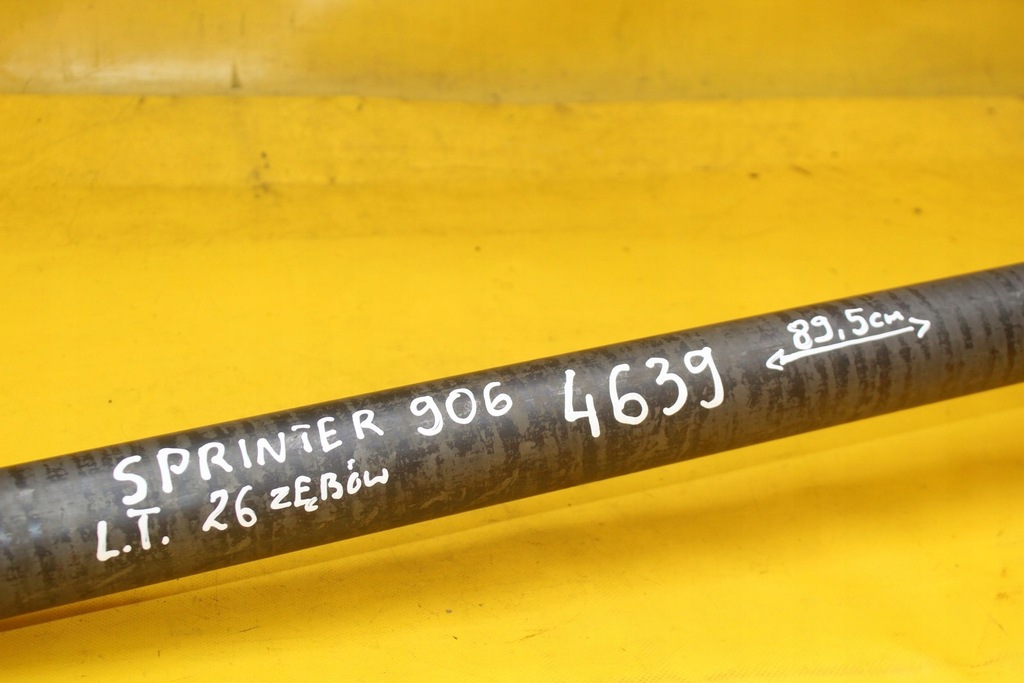 SPRINTER 906 4639 89,5cm
L.T. 26 ZĘBÓW